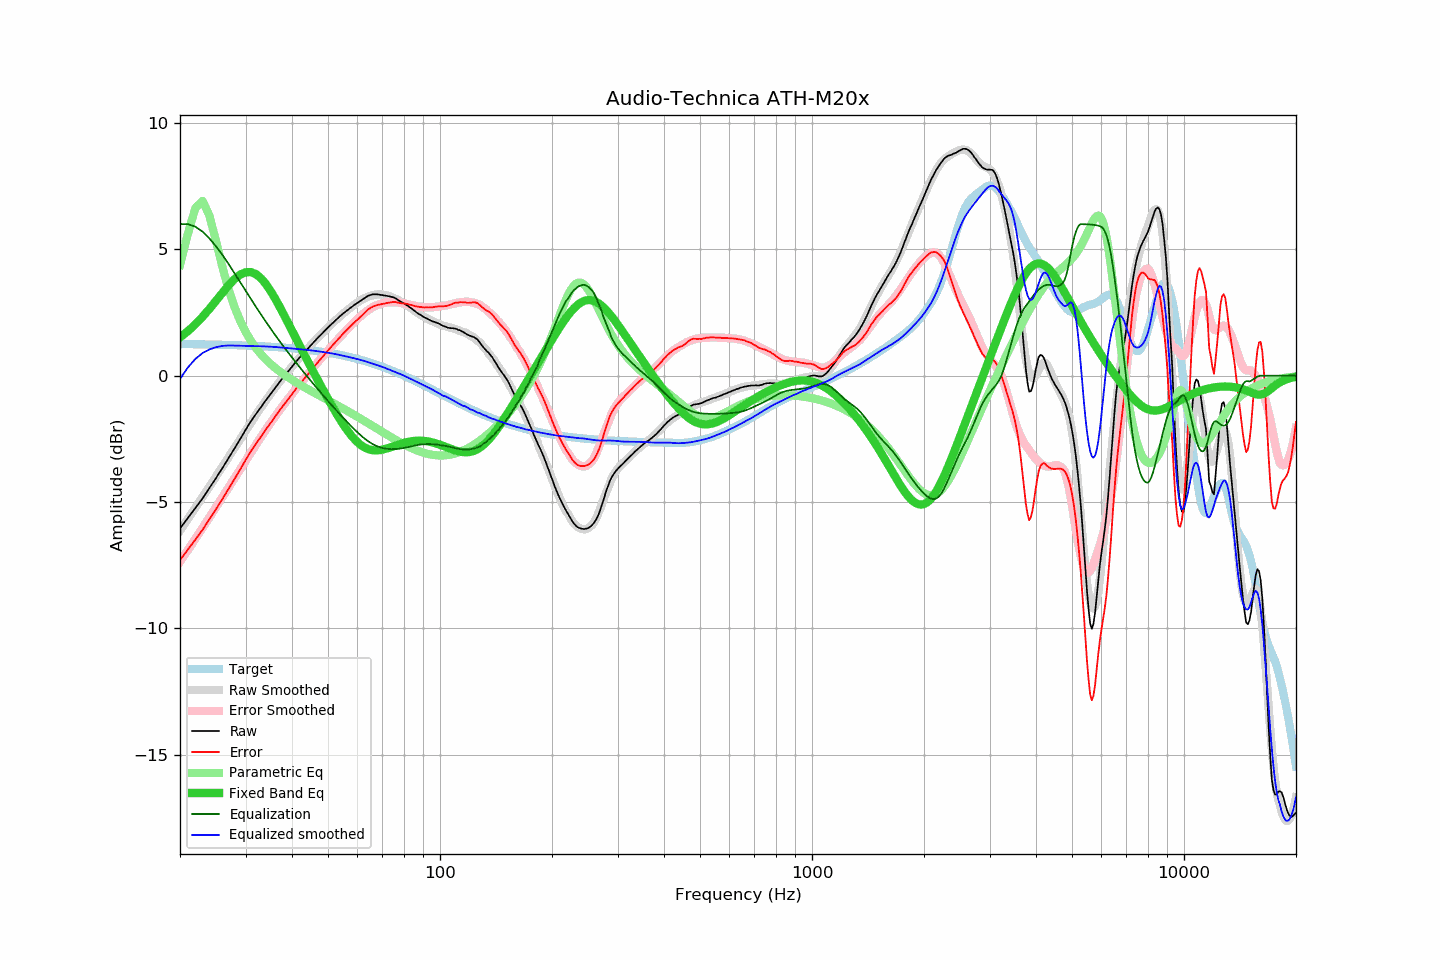 Audio-Technica ATH-M20x
10
5
0
−5
−10
−15
Amplitude (dBr)
Target
Raw Smoothed
Error Smoothed
Raw
Error
Parametric Eq
Fixed Band Eq
Equalization
Equalized smoothed
100
1000
10000
Frequency (Hz)